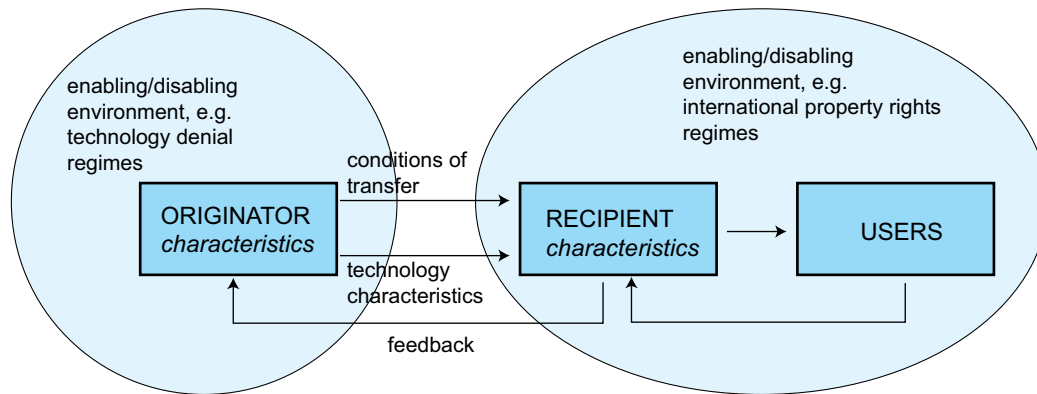 enabling/disabling
environment, e.g.
technology denial
regimes
enabling/disabling
environment, e.g.
international property rights
regimes
conditions of
transfer
ORIGINATOR
characteristics
RECIPIENT
characteristics
USERS
technology
characteristics
feedback